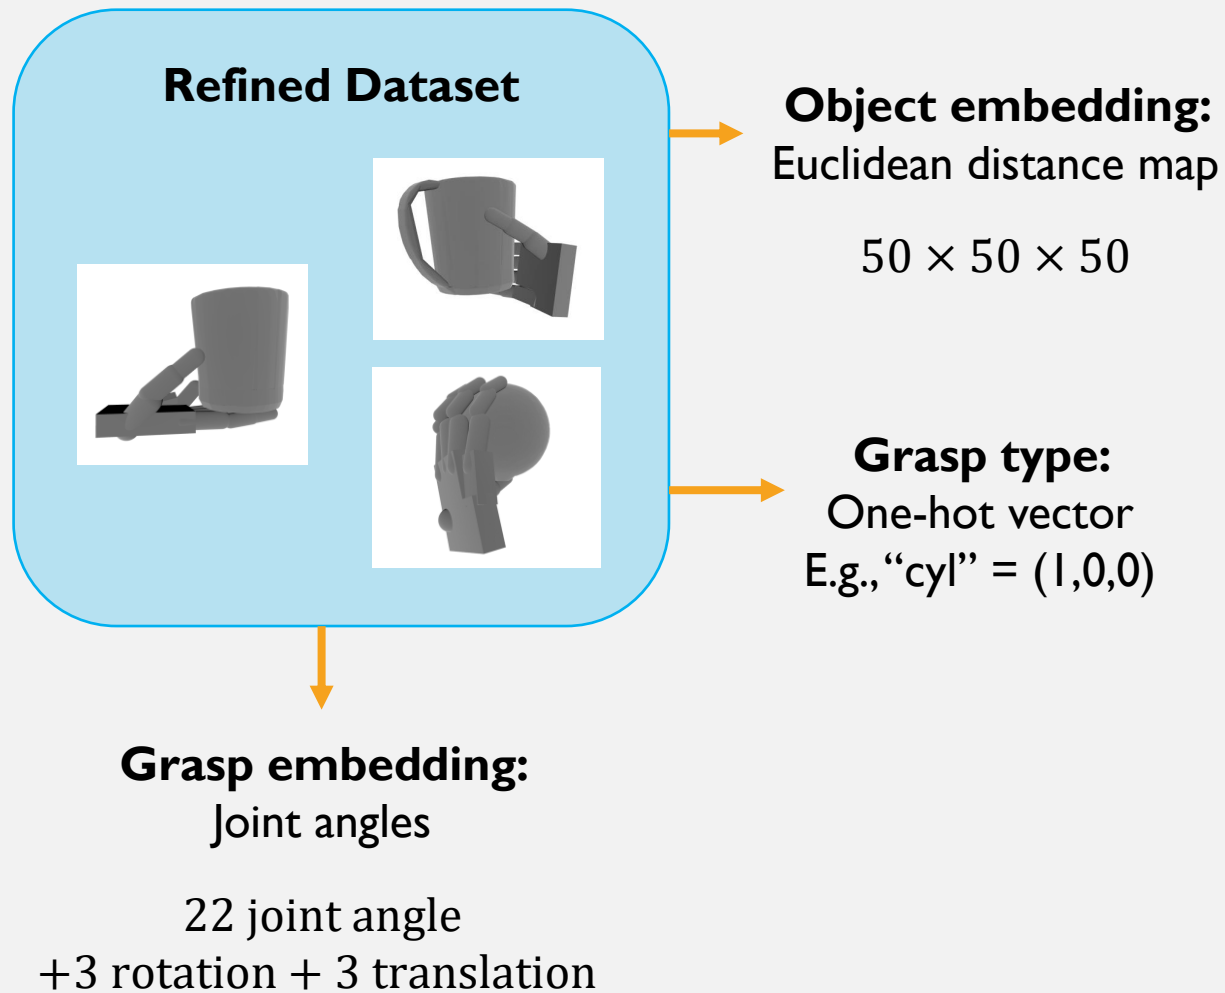 Refined Dataset
Object embedding:
Euclidean distance map
50 × 50 × 50
Grasp type:
One-hot vector
E.g., “cyl” = (1,0,0)
Grasp embedding:
Joint angles
22 joint angle
+3 rotation + 3 translation